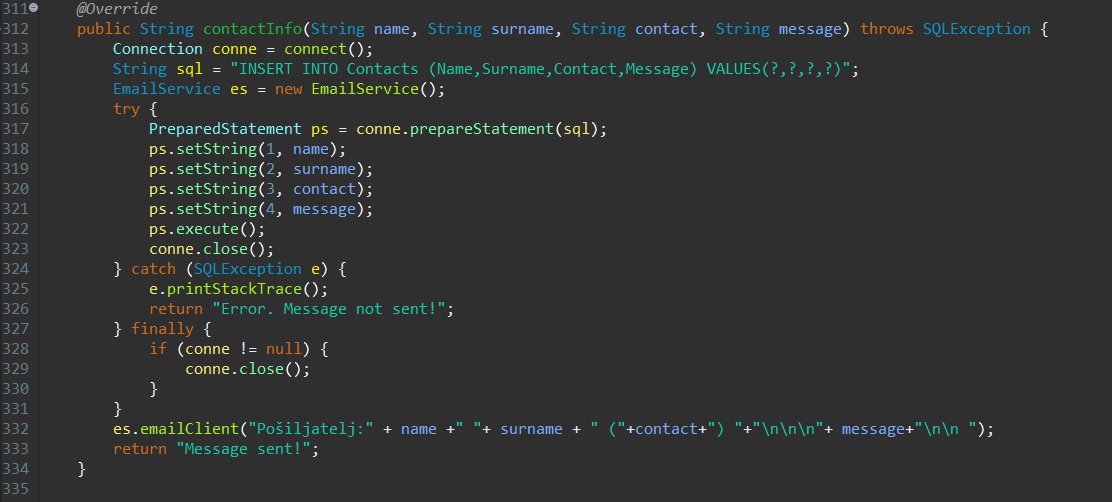 311 @Override
312 public String contactInfo(String name, String surname, String contact, String message) throws SQLException {
313 Connection conne = connect();
314 String sql = "INSERT INTO Contacts (Name,Surname,Contact,Message) VALUES(?,?,?,?)";
315 EmailService es = new EmailService();
316 try {
317 PreparedStatement ps = conne.prepareStatement(sql);
318 ps.setString(1, name);
319 ps.setString(2, surname);
320 ps.setString(3, contact);
321 ps.setString(4, message);
322 ps.execute();
323 conne.close();
324 } catch (SQLException e) {
325 e.printStackTrace();
326 return "Error. Message not sent!";
327 } finally {
328 if (conne != null) {
329 conne.close();
330 }
331 }
332 es.emailClient("Pošiljatelj:" + name +" "+ surname + " ("+contact+") "+"\n\n\n"+ message+"\n\n ");
333 return "Message sent!";
334 }
335